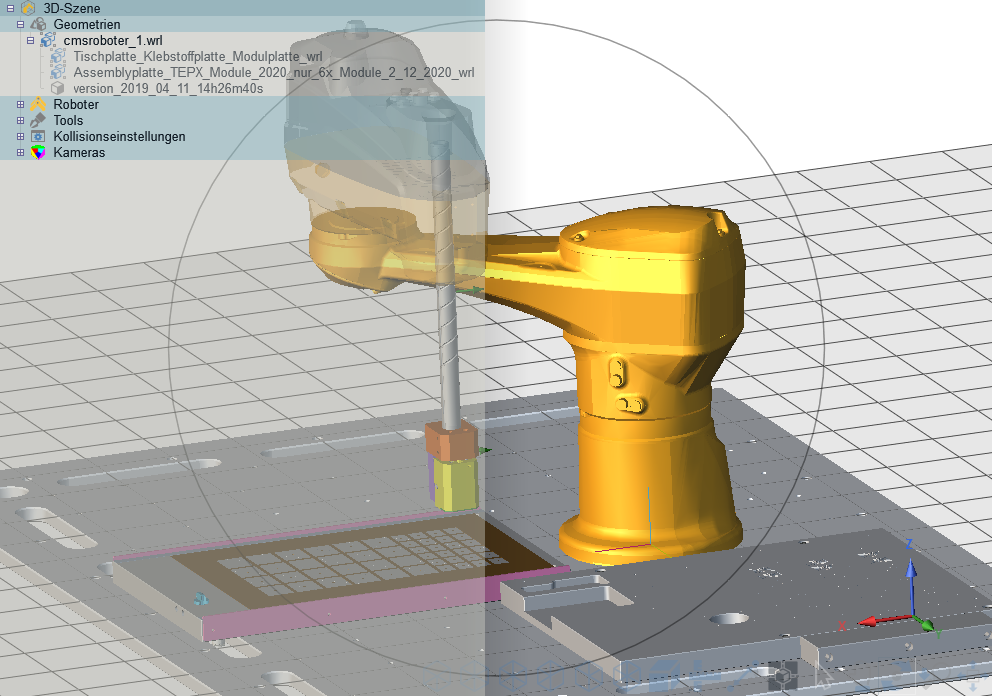 3D-Szene
Geometrien
cmsroboter_1.wrl
Tischplatte_Klebstoffplatte_Modulplatte_wrl
Assemblyplatte_TEPX_Module_2020_nur_6x_Module_2_12_2020_wrl
version_2019_04_11_14h26m40s
Roboter
Tools
Kollisionseinstellungen
Kameras
Z
X
Y